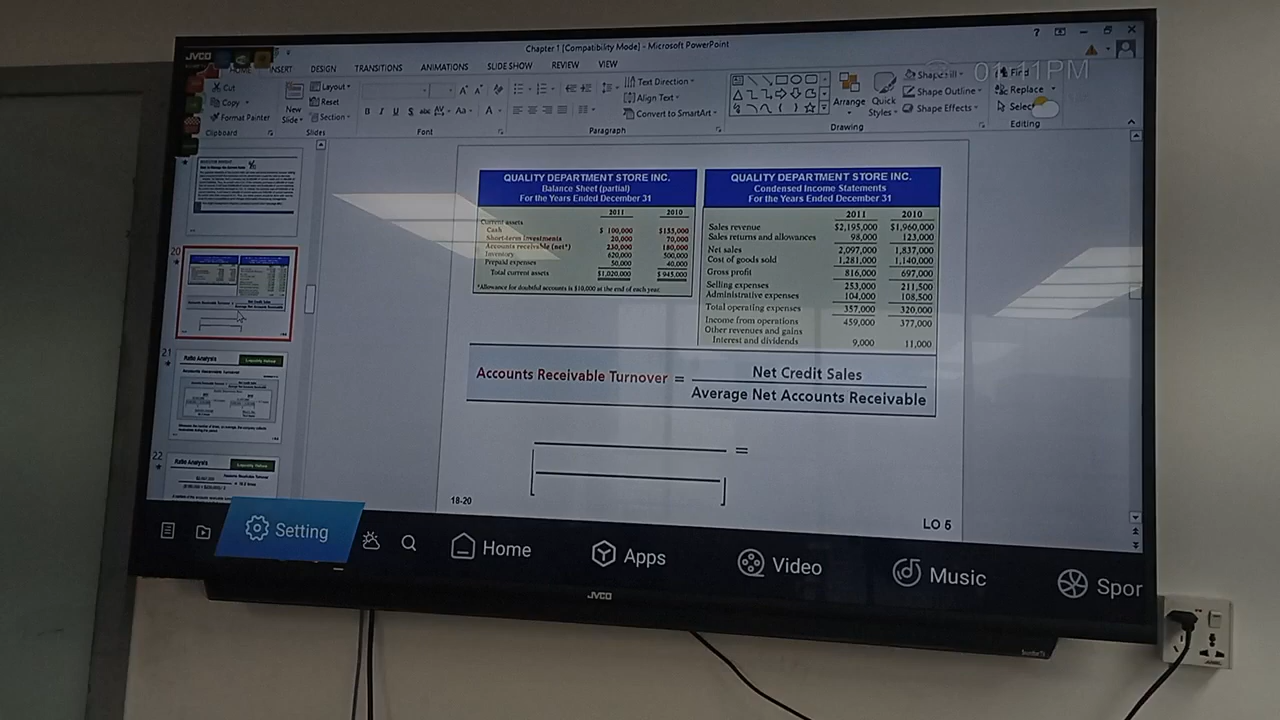 JVCO
Chapter 1 [Compatibility Mode] - Microsoft PowerPoint
HOME INSERT DESIGN TRANSITIONS ANIMATIONS SLIDE SHOW REVIEW VIEW
01:11PM
Cut
Copy
Format Painter
Clipboard
New
Slide
Layout
Reset
Section
Slides
B I U S abc AV Aa A
Font
Text Direction
Align Text
Convert to SmartArt
Paragraph
Arrange
Quick
Styles
Shape Fill
Shape Outline
Shape Effects
Drawing
Find
Replace
Select
Editing
20
21
Ratio Analysis
22
Ratio Analysis
QUALITY DEPARTMENT STORE INC.
Balance Sheet (partial)
For the Years Ended December 31
2011 2010
Current assets
Cash $ 100,000 $155,000
Short-term investments 20,000 70,000
Accounts receivable (net*) 230,000 180,000
Inventory 620,000 500,000
Prepaid expenses 50,000 40,000
Total current assets $1,020,000 $ 945,000
*Allowance for doubtful accounts is $10,000 at the end of each year.
QUALITY DEPARTMENT STORE INC.
Condensed Income Statements
For the Years Ended December 31
2011 2010
Sales revenue $2,195,000 $1,960,000
Sales returns and allowances 98,000 123,000
Net sales 2,097,000 1,837,000
Cost of goods sold 1,281,000 1,140,000
Gross profit 816,000 697,000
Selling expenses 253,000 211,500
Administrative expenses 104,000 108,500
Total operating expenses 357,000 320,000
Income from operations 459,000 377,000
Other revenues and gains
Interest and dividends 9,000 11,000
Accounts Receivable Turnover =
Net Credit Sales
Average Net Accounts Receivable
=
18-20
LO 5
Setting
Home
Apps
Video
Music
Spor
JVCO